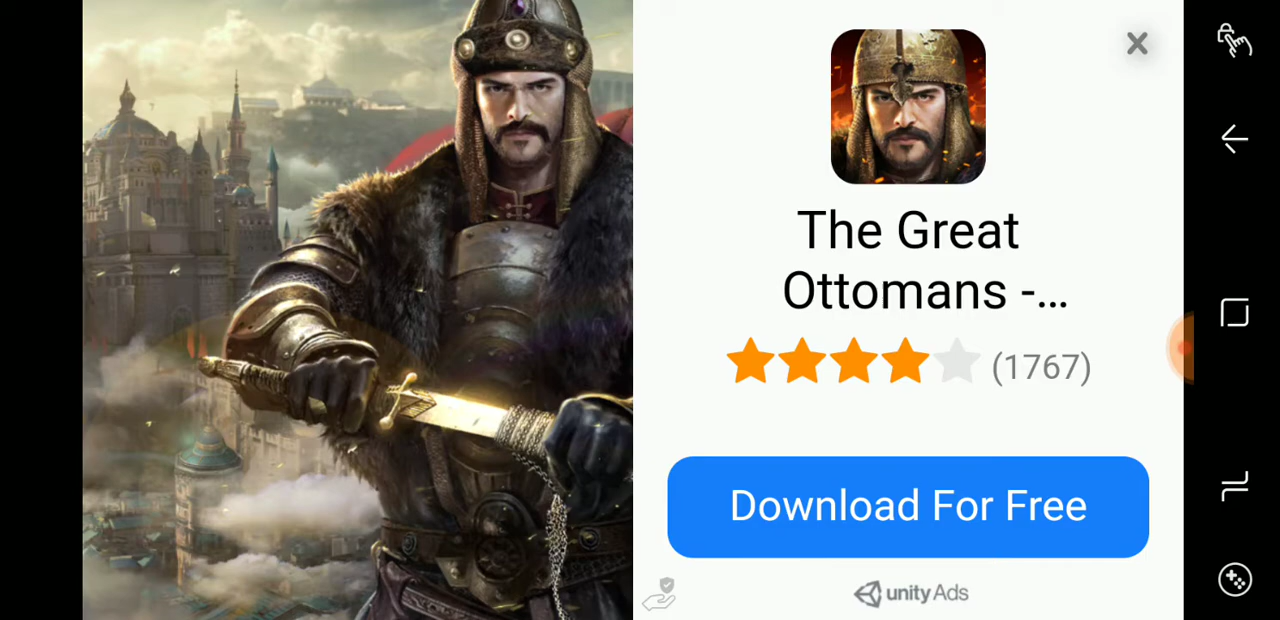 The Great
Ottomans -...
(1767)
Download For Free
unity Ads